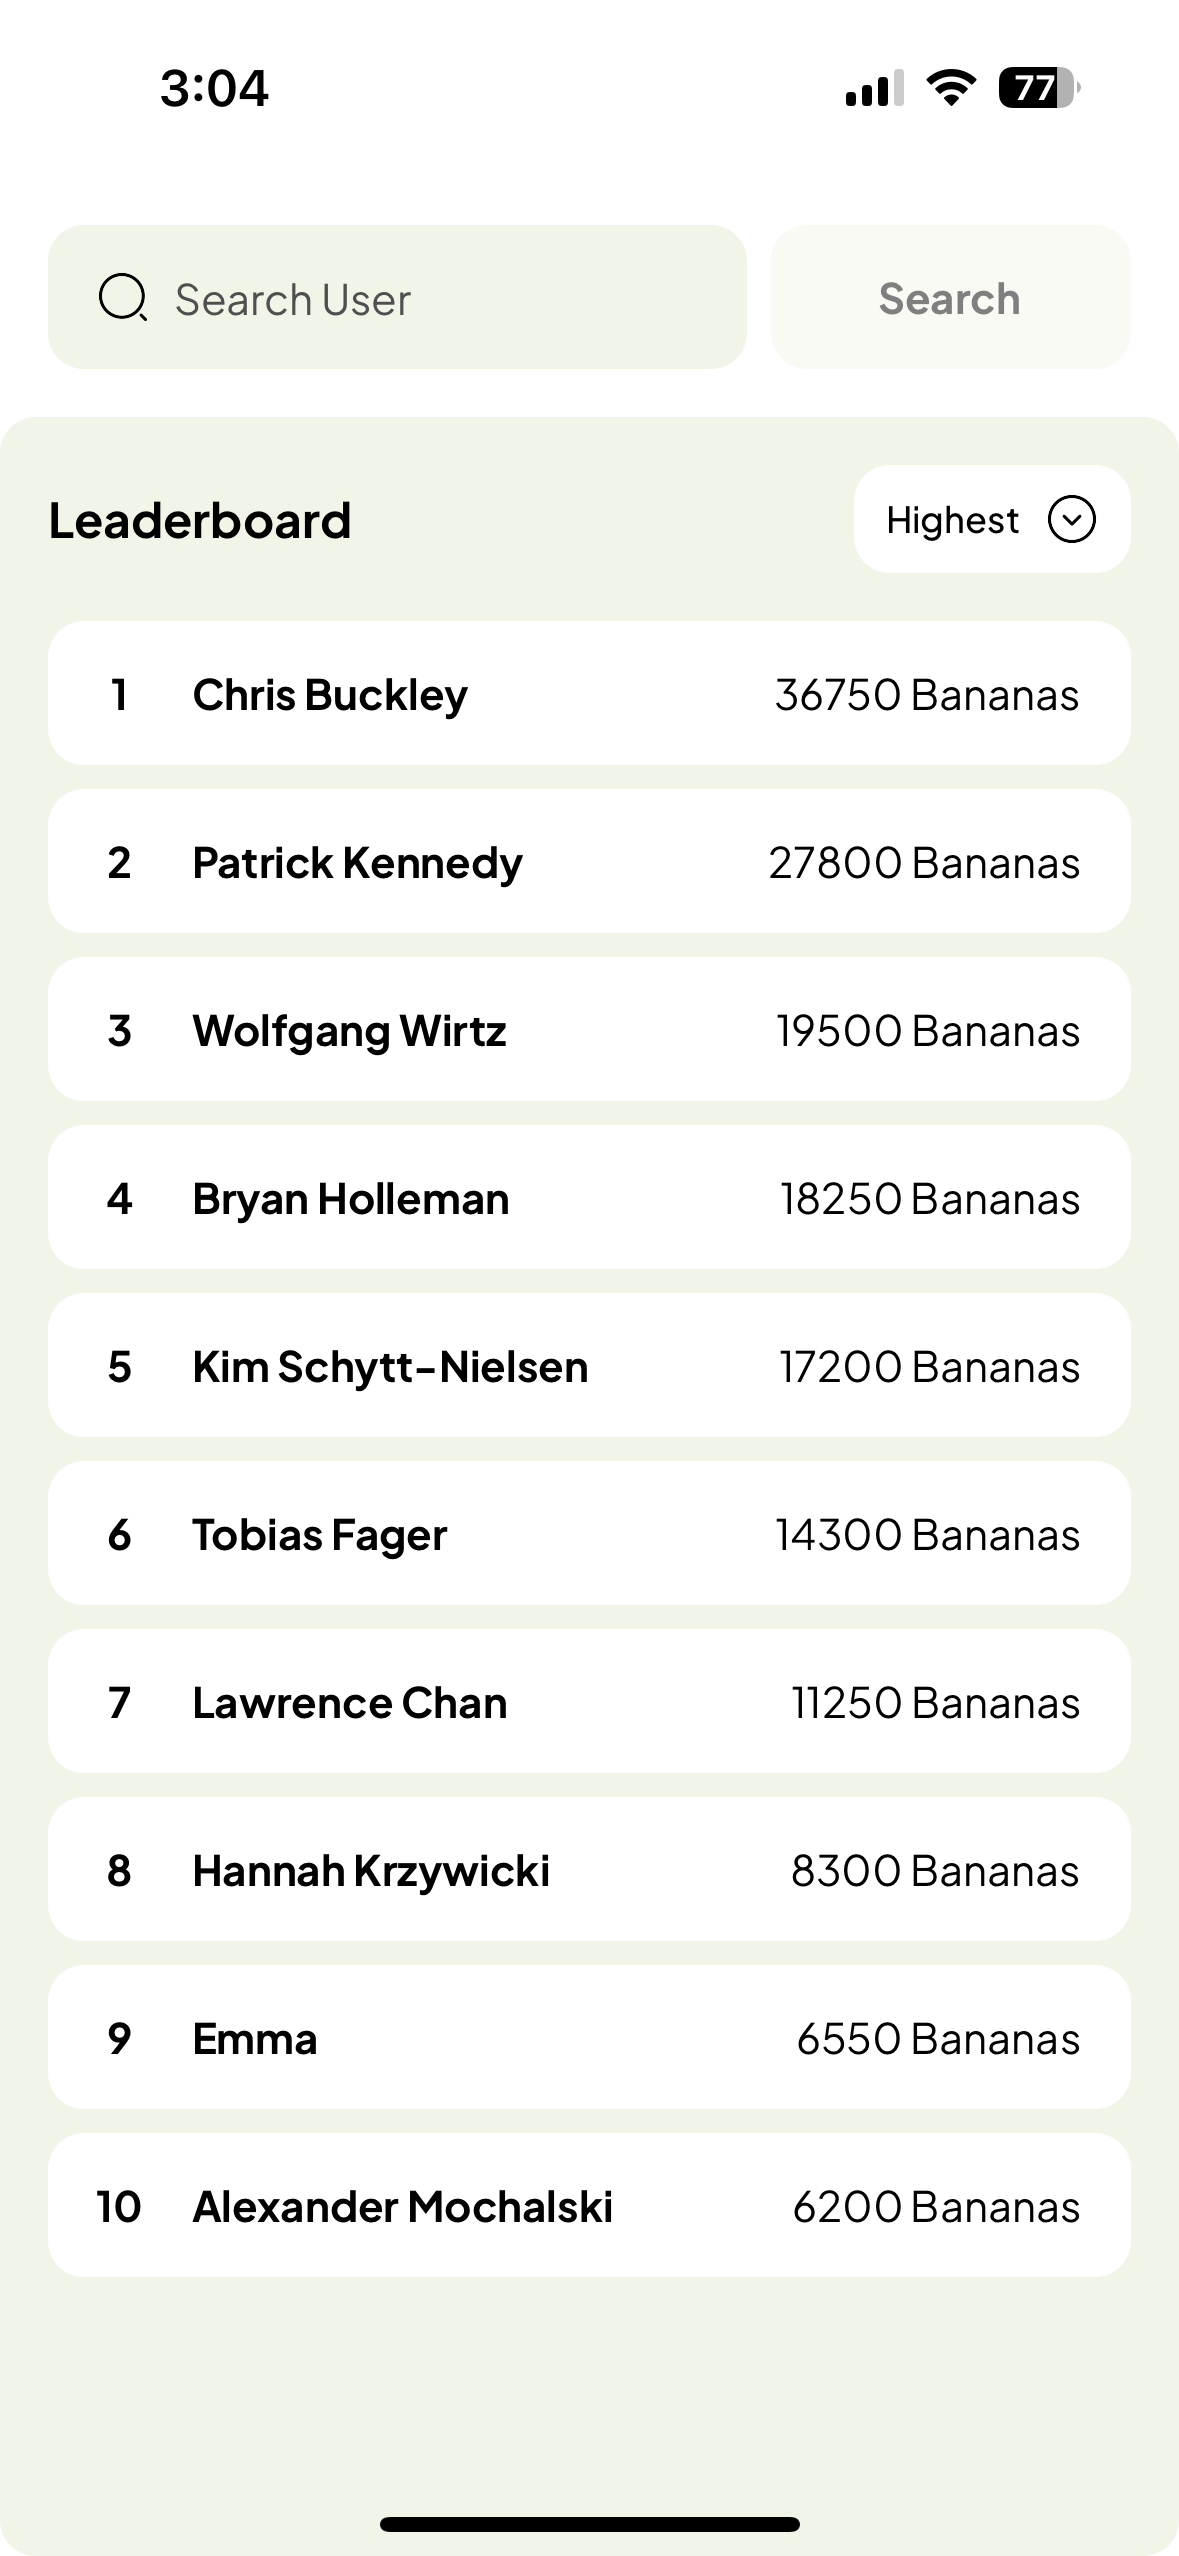 3:04
77
Search User
Search
Leaderboard
Highest
1 Chris Buckley 36750 Bananas
2 Patrick Kennedy 27800 Bananas
3 Wolfgang Wirtz 19500 Bananas
4 Bryan Holleman 18250 Bananas
5 Kim Schytt-Nielsen 17200 Bananas
6 Tobias Fager 14300 Bananas
7 Lawrence Chan 11250 Bananas
8 Hannah Krzywicki 8300 Bananas
9 Emma 6550 Bananas
10 Alexander Mochalski 6200 Bananas